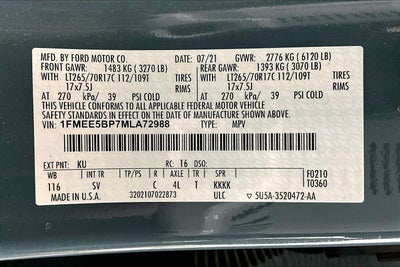 MFD. BY FORD MOTOR CO. 07/21 GVWR: 2776 KG ( 6120 LB)
FRONT GAWR: 1483 KG ( 3270 LB) REAR GAWR: 1393 KG ( 3070 LB)
LT265/70R17C 112/109T TIRES LT265/70R17C 112/109T TIRES
17x7.5J RIMS 17x7.5J RIMS
AT 270 kPa/ 39 PSI COLD AT 270 kPa/ 39 PSI COLD
THIS VEHICLE CONFORMS TO ALL APPLICABLE FEDERAL MOTOR VEHICLE
SAFETY STANDARDS IN EFFECT ON THE DATE OF MANUFACTURE SHOWN ABOVE.
VIN: 1FMEE5BP7MLA72988 TYPE: MPV
EXT PNT: KU RC: 16 DSO:
WB INT TR TP/PS R AXLE TR SPR F0210
116 SV C 4L T KKKK T0360
MADE IN U.S.A. 3202107022873 ULC 5U5A-3520472-AA